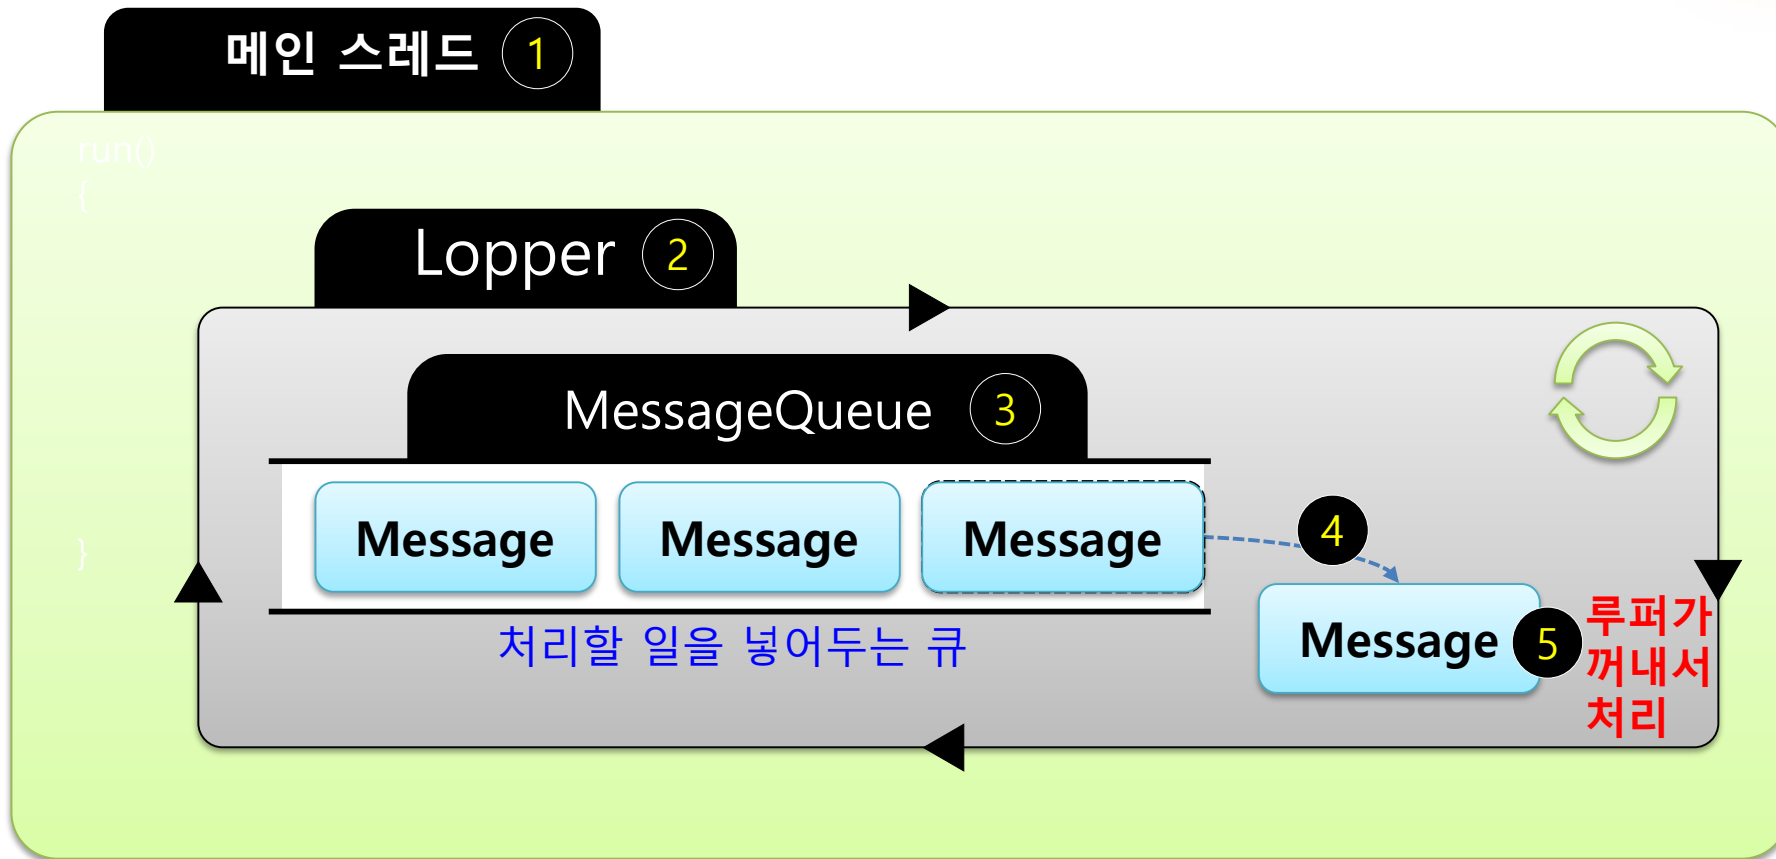 메인 스레드 1
run()
{
Lopper 2
MessageQueue 3
Message Message Message
4
}
처리할 일을 넣어두는 큐
Message 5
루퍼가
꺼내서
처리